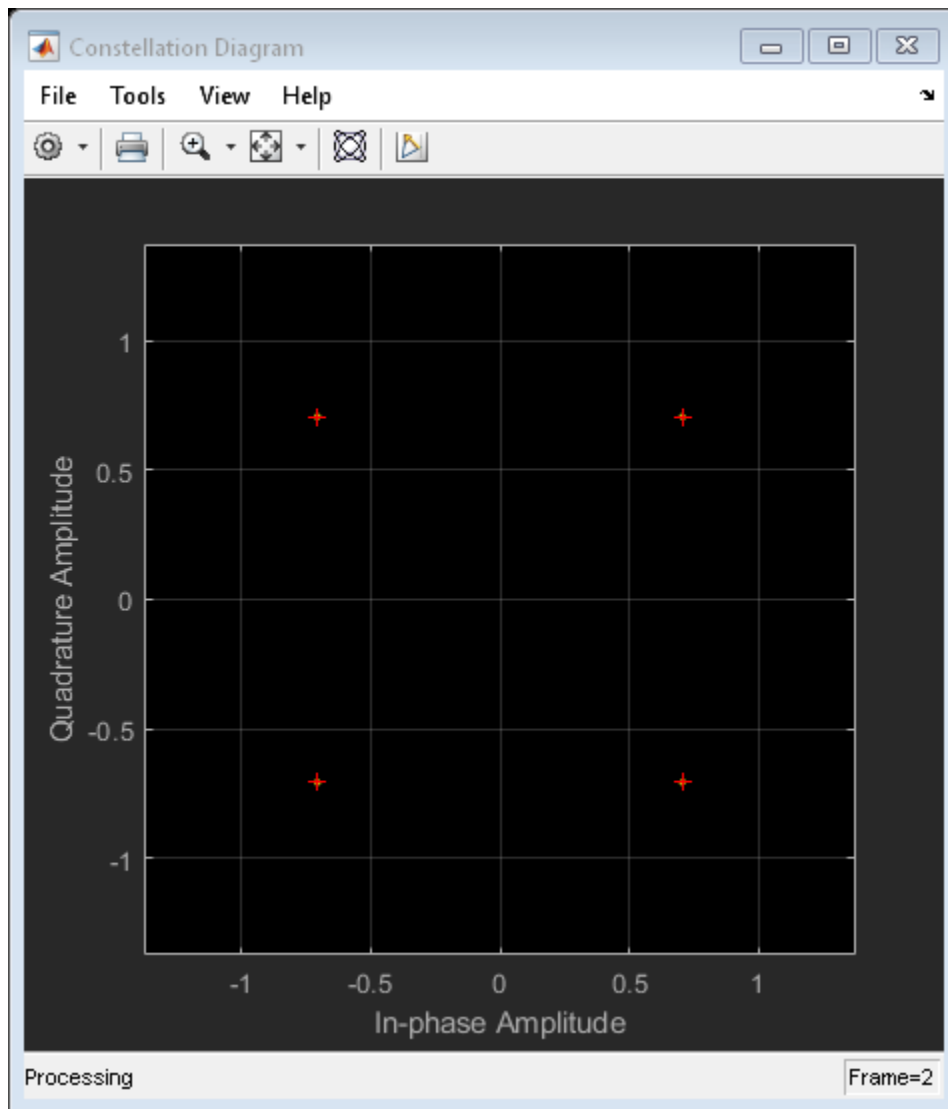 Constellation Diagram
File Tools View Help
1
0.5
0
-0.5
-1
Quadrature Amplitude
-1 -0.5 0 0.5 1
In-phase Amplitude
Processing Frame=2